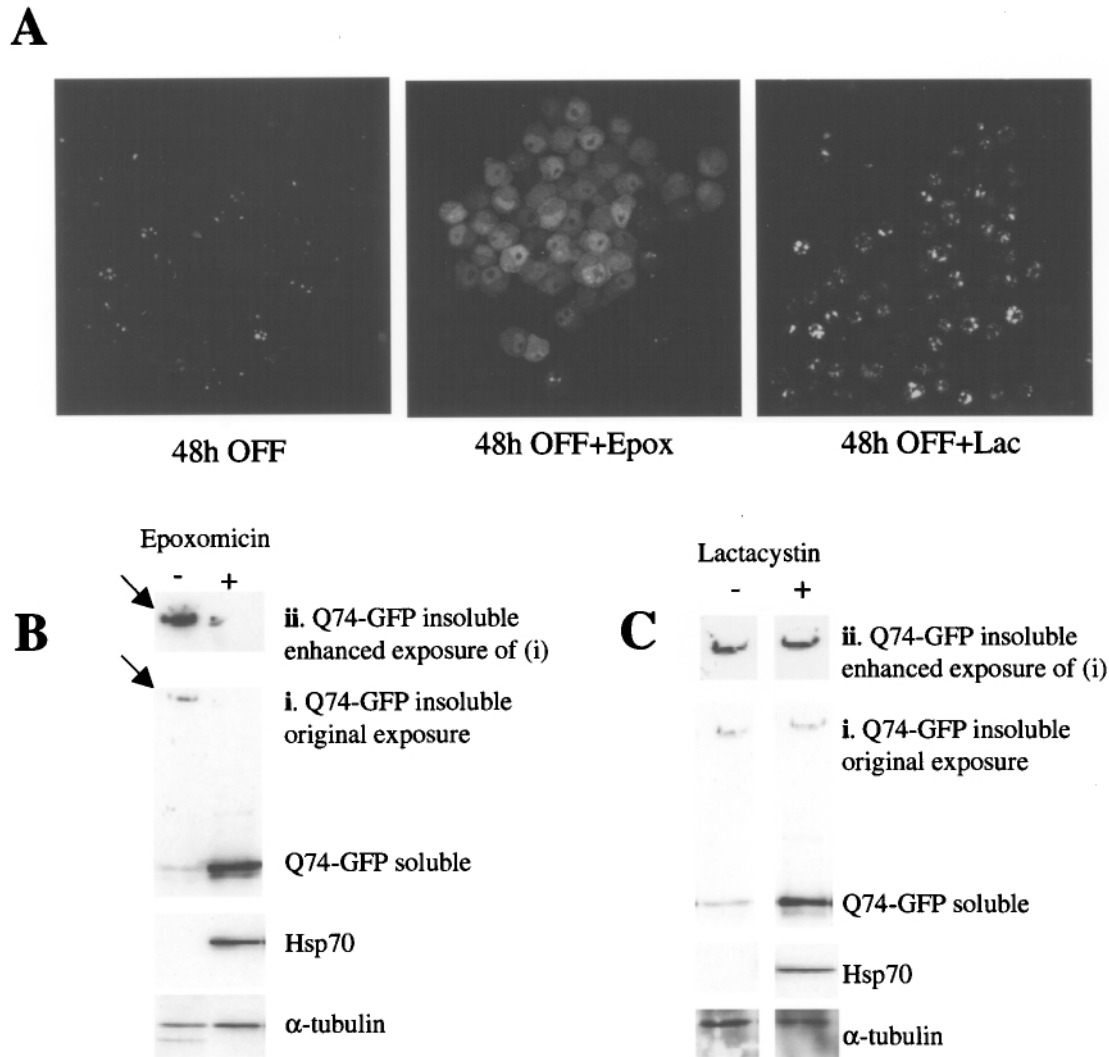 A
48h OFF
48h OFF+Epox
48h OFF+Lac
B
Epoxomicin
- +
ii. Q74-GFP insoluble
enhanced exposure of (i)
i. Q74-GFP insoluble
original exposure
Q74-GFP soluble
Hsp70
α-tubulin
C
Lactacystin
- +
ii. Q74-GFP insoluble
enhanced exposure of (i)
i. Q74-GFP insoluble
original exposure
Q74-GFP soluble
Hsp70
α-tubulin